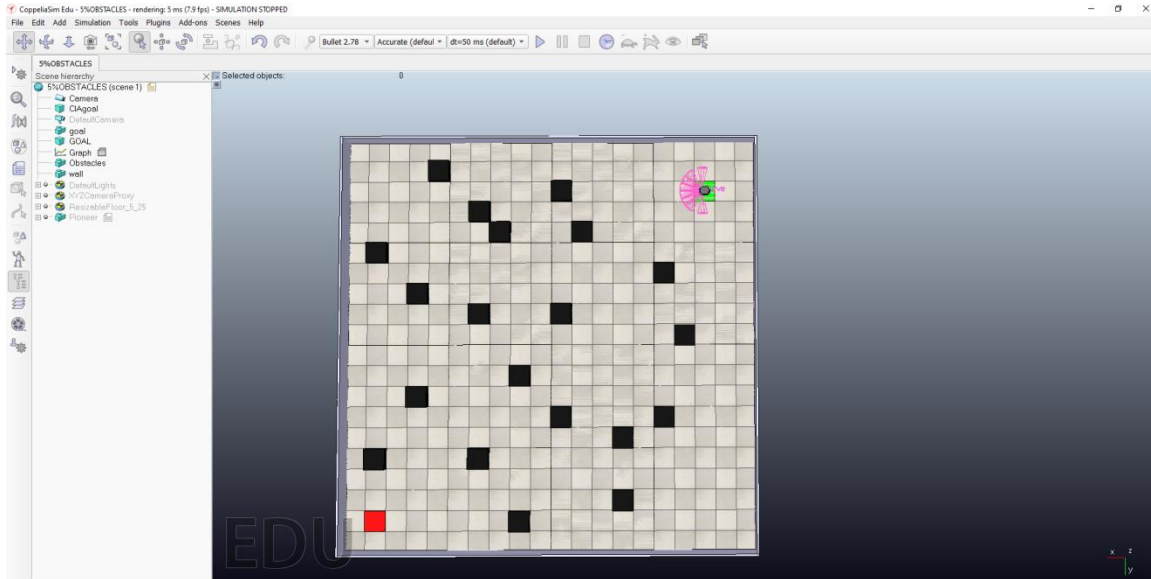 CoppeliaSim Edu - 5%OBSTACLES - rendering: 5 ms (7.9 fps) - SIMULATION STOPPED
File Edit Add Simulation Tools Plugins Add-ons Scenes Help
Bullet 2.78 Accurate (defaul dt=50 ms (default)
5%OBSTACLES
Scene hierarchy
Selected objects: 0
5%OBSTACLES (scene 1)
Camera
ClAgoal
DefaultCamera
goal
GOAL
Graph
Obstacles
wall
DefaultLights
XYZCameraProxy
ResizableFloor_5_25
Pioneer
f(x)
EDU
x z
y